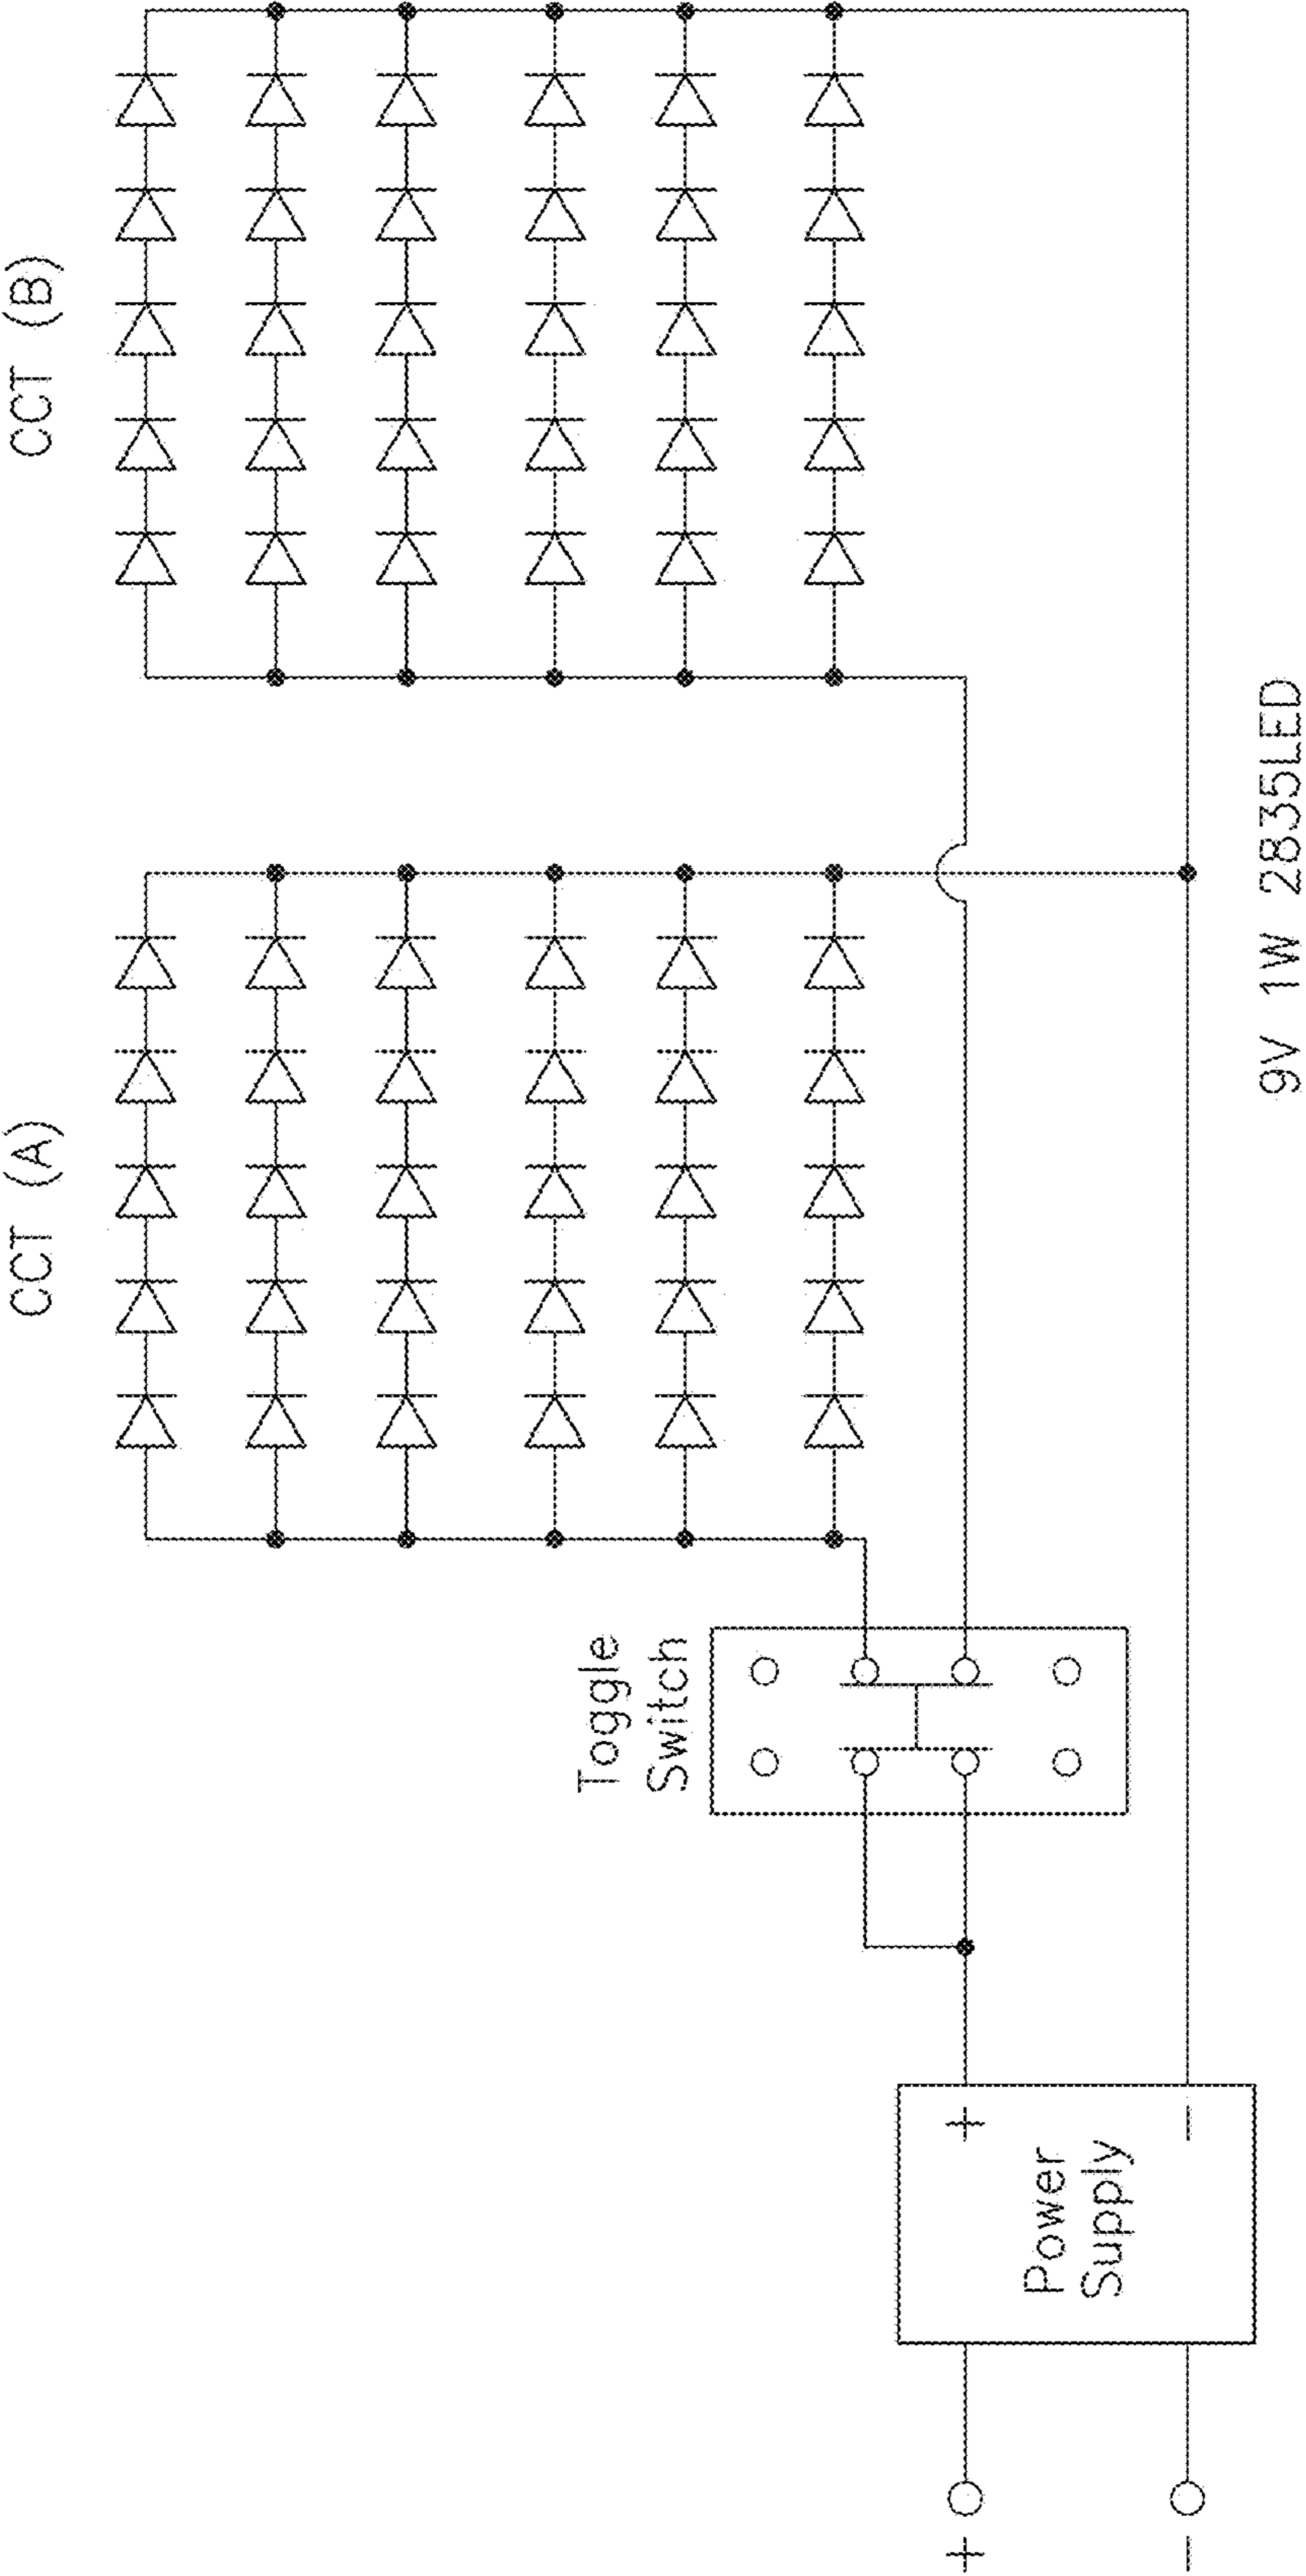 CCT (A)
CCT (B)
Toggle
Switch
+
-
Power
Supply
+
-
9V 1W 2835LED